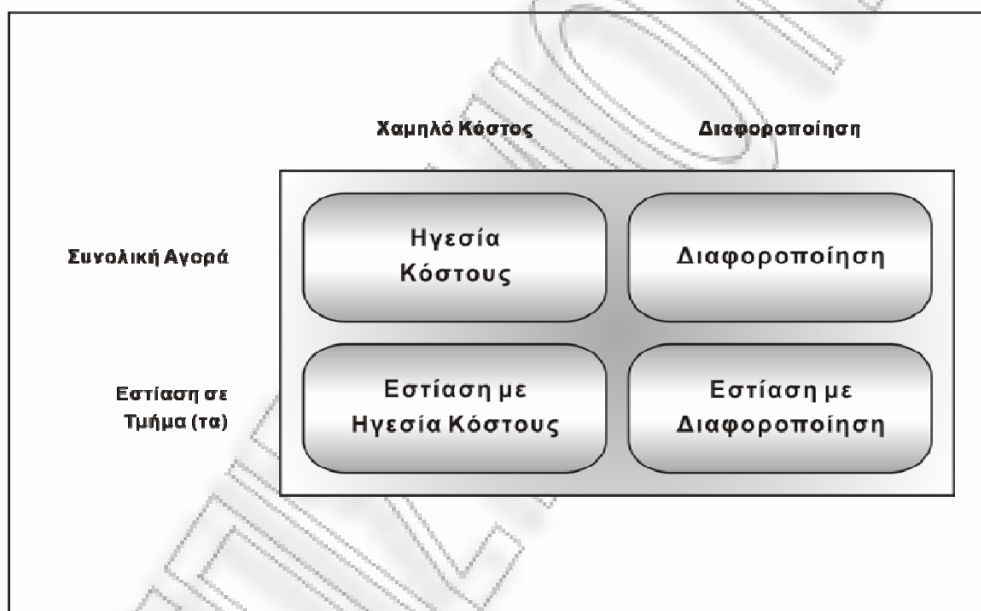 Χαμηλό Κόστος Διαφοροποίηση
Συνολική Αγορά
Ηγεσία
Κόστους
Διαφοροποίηση
Εστίαση σε
Τμήμα (τα)
Εστίαση με
Ηγεσία Κόστους
Εστίαση με
Διαφοροποίηση